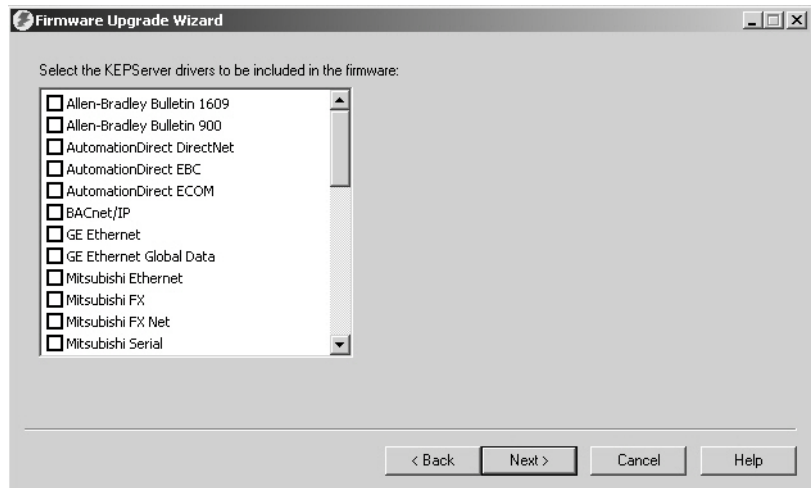 Firmware Upgrade Wizard
Select the KEPServer drivers to be included in the firmware:
Allen-Bradley Bulletin 1609
Allen-Bradley Bulletin 900
AutomationDirect DirectNet
AutomationDirect EBC
AutomationDirect ECOM
BACnet/IP
GE Ethernet
GE Ethernet Global Data
Mitsubishi Ethernet
Mitsubishi FX
Mitsubishi FX Net
Mitsubishi Serial
< Back Next > Cancel Help